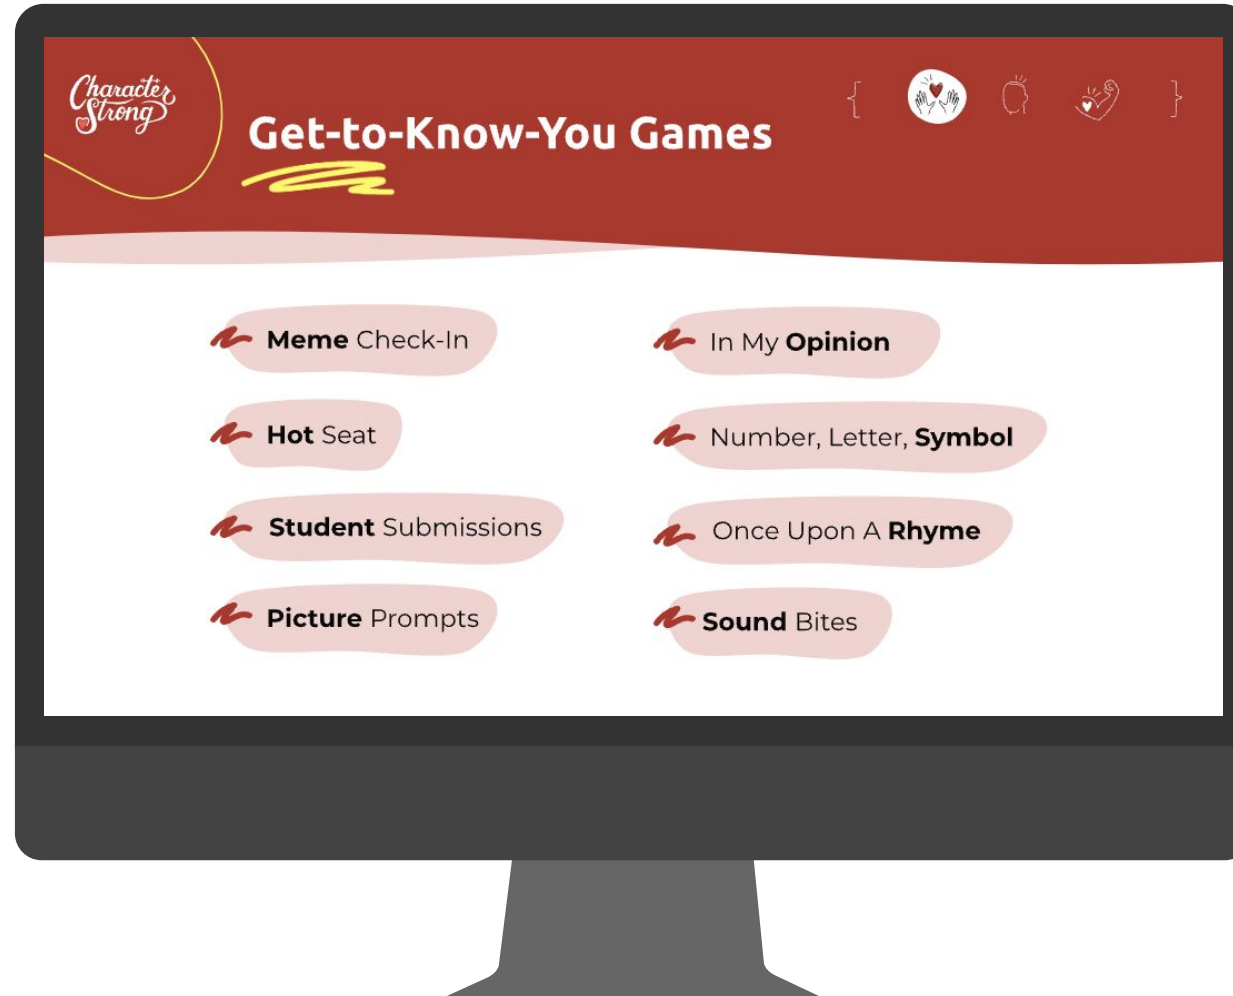 Character
Strong
Get-to-Know-You Games
Meme Check-In
Hot Seat
Student Submissions
Picture Prompts
In My Opinion
Number, Letter, Symbol
Once Upon A Rhyme
Sound Bites